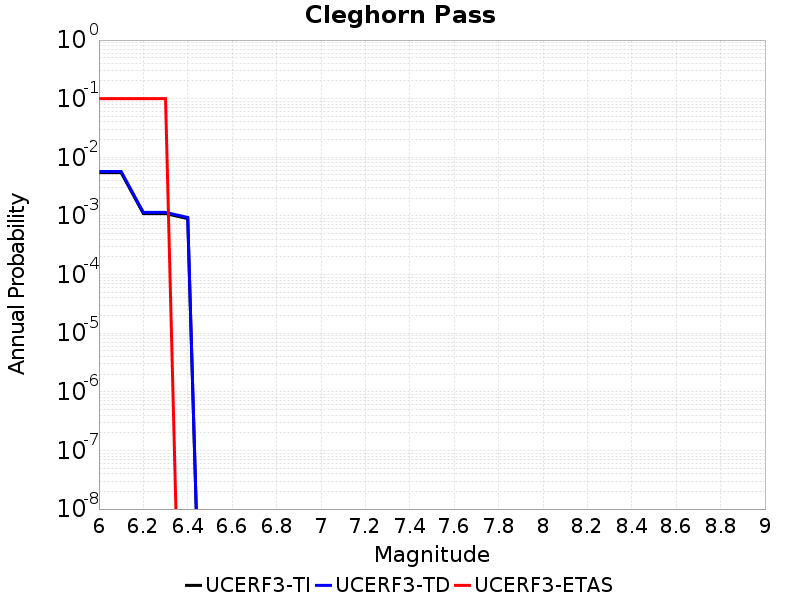 Cleghorn Pass
Annual Probability
10^0
10^-1
10^-2
10^-3
10^-4
10^-5
10^-6
10^-7
10^-8
6 6.2 6.4 6.6 6.8 7 7.2 7.4 7.6 7.8 8 8.2 8.4 8.6 8.8 9
Magnitude
UCERF3-TI UCERF3-TD UCERF3-ETAS